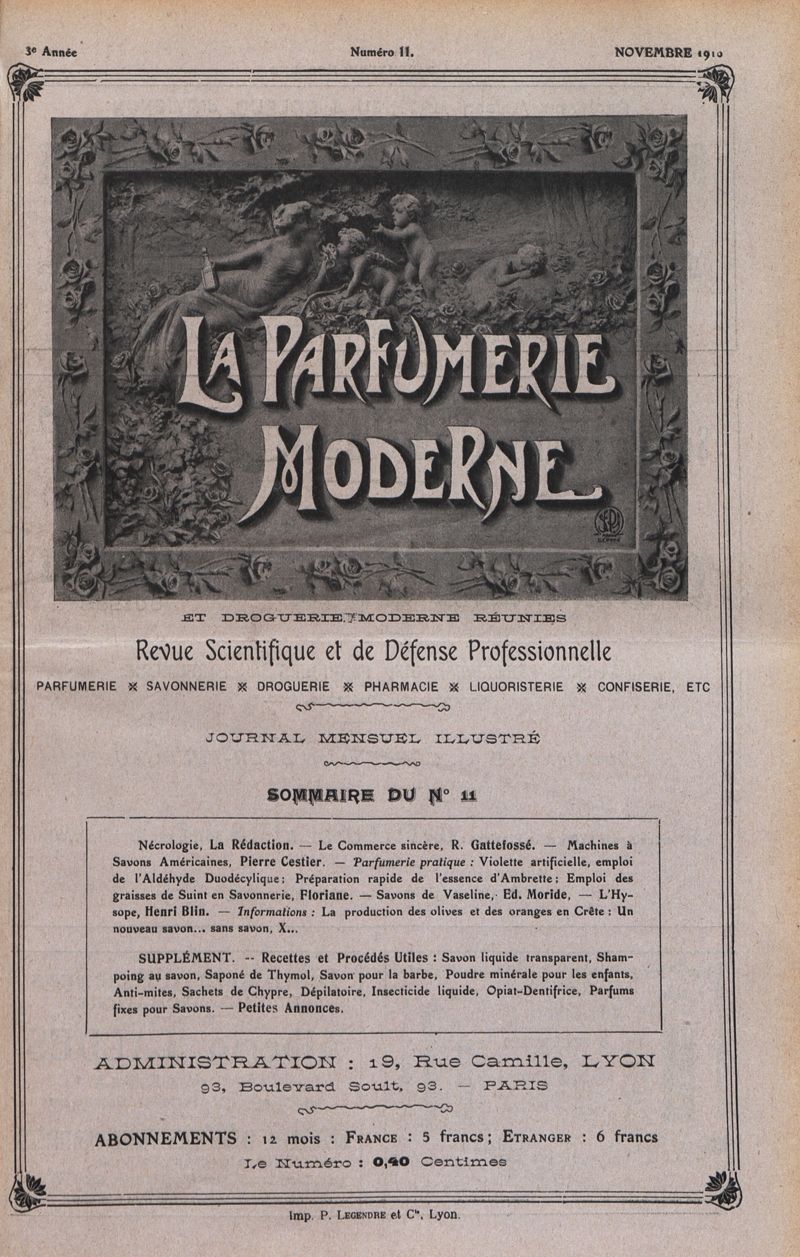 3e Année Numéro 11. NOVEMBRE 1910
LA PARFUMERIE
MODERNE
ET DROGUERIE MODERNE RÉUNIES
Revue Scientifique et de Défense Professionnelle
PARFUMERIE ※ SAVONNERIE ※ DROGUERIE ※ PHARMACIE ※ LIQUORISTERIE ※ CONFISERIE, ETC
JOURNAL MENSUEL ILLUSTRÉ
SOMMAIRE DU N° 11
Nécrologie, La Rédaction. — Le Commerce sincère, R. Gattefossé. — Machines à
Savons Américaines, Pierre Cestier. — Parfumerie pratique : Violette artificielle, emploi
de l'Aldéhyde Duodécylique; Préparation rapide de l'essence d'Ambrette; Emploi des
graisses de Suint en Savonnerie, Floriane. — Savons de Vaseline, Ed. Moride, — L'Hy-
sope, Henri Blin. — Informations : La production des olives et des oranges en Crête : Un
nouveau savon... sans savon, X...
SUPPLÉMENT. -- Recettes et Procédés Utiles : Savon liquide transparent, Sham-
poing au savon, Saponé de Thymol, Savon pour la barbe, Poudre minérale pour les enfants,
Anti-mites, Sachets de Chypre, Dépilatoire, Insecticide liquide, Opiat-Dentifrice, Parfums
fixes pour Savons. — Petites Annonces.
ADMINISTRATION : 19, Rue Camille, LYON
93, Boulevard Soult, 93. — PARIS
ABONNEMENTS : 12 mois : FRANCE : 5 francs; ETRANGER : 6 francs
Le Numéro : 0,40 Centimes
Imp. P. LEGENDRE et Cie, Lyon.